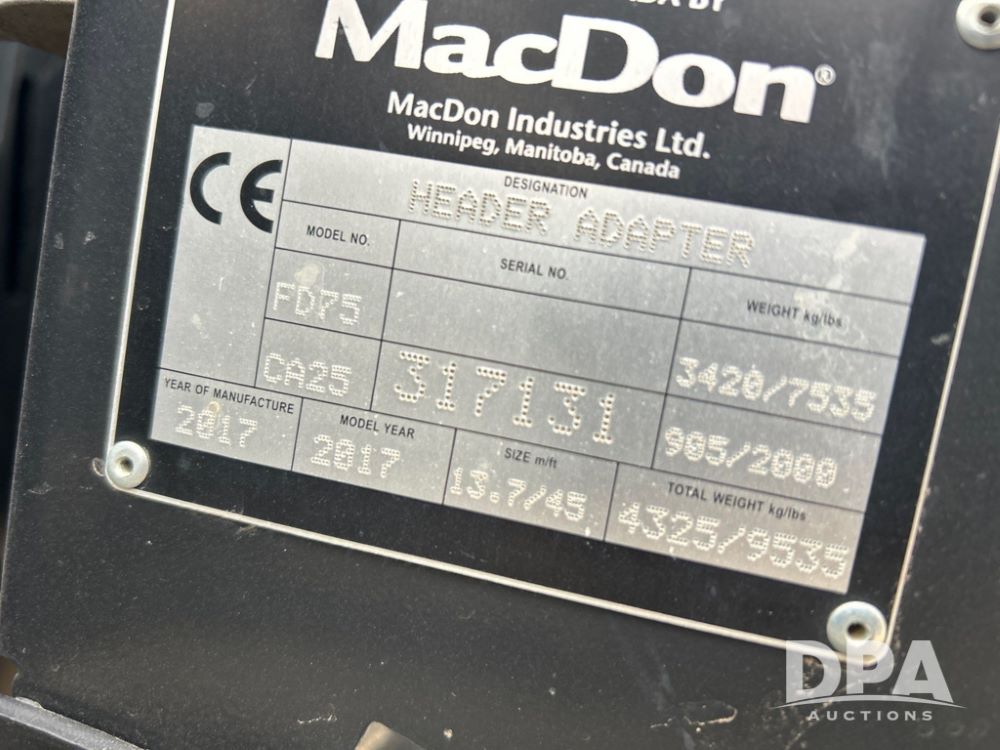 BY
MacDon®
MacDon Industries Ltd.
Winnipeg, Manitoba, Canada
CE
DESIGNATION
HEADER ADAPTER
MODEL NO.
SERIAL NO.
WEIGHT kg/lbs
FD75
3420/7535
CA25
317131
905/2000
YEAR OF MANUFACTURE
2017
MODEL YEAR
2017
SIZE m/ft
13.7/45
TOTAL WEIGHT kg/lbs
4325/9535
DPA
AUCTIONS